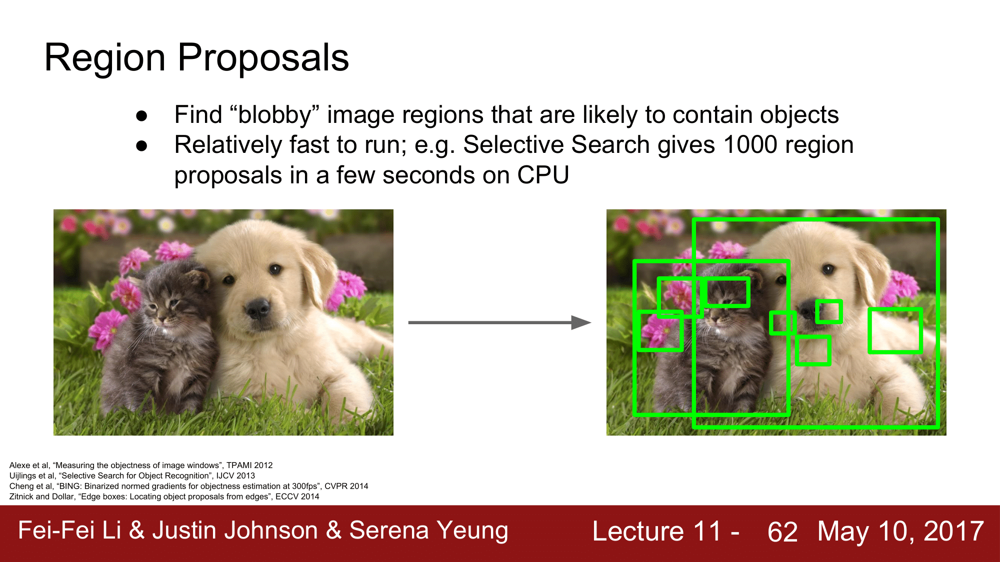 Region Proposals
● Find “blobby” image regions that are likely to contain objects
● Relatively fast to run; e.g. Selective Search gives 1000 region
proposals in a few seconds on CPU
Alexe et al, “Measuring the objectness of image windows”, TPAMI 2012
Uijlings et al, “Selective Search for Object Recognition”, IJCV 2013
Cheng et al, “BING: Binarized normed gradients for objectness estimation at 300fps”, CVPR 2014
Zitnick and Dollar, “Edge boxes: Locating object proposals from edges”, ECCV 2014
Fei-Fei Li & Justin Johnson & Serena Yeung Lecture 11 - 62 May 10, 2017